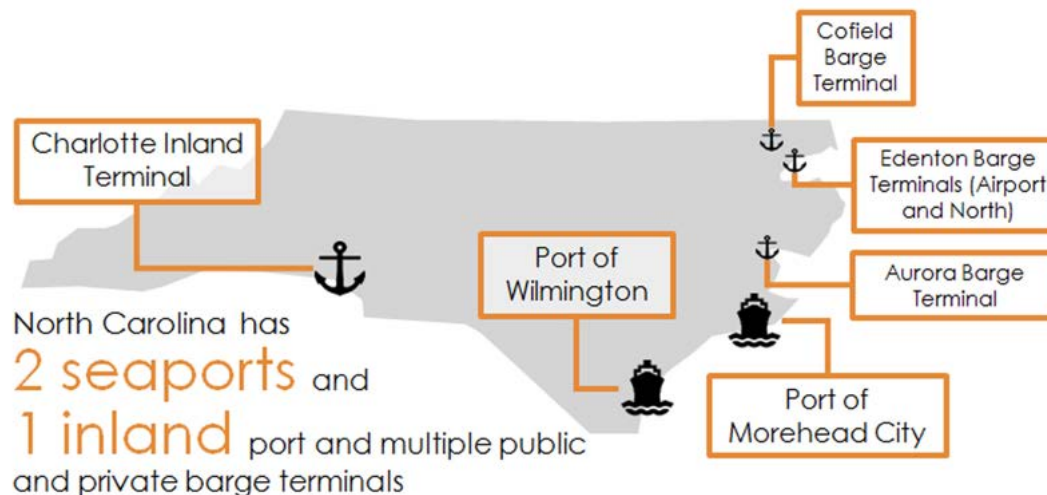 Cofield
Barge
Terminal
Charlotte Inland
Terminal
Edenton Barge
Terminals (Airport
and North)
Port of
Wilmington
Aurora Barge
Terminal
North Carolina has
2 seaports and
1 inland port and multiple public
and private barge terminals
Port of
Morehead City